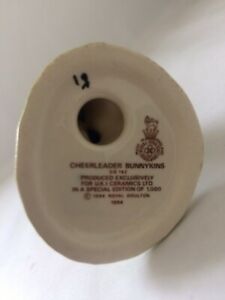 CHEERLEADER BUNNYKINS
DB 142
PRODUCED EXCLUSIVELY
FOR U.K.I CERAMICS LTD
IN A SPECIAL EDITION OF 1,000
© 1994 ROYAL DOULTON
1994